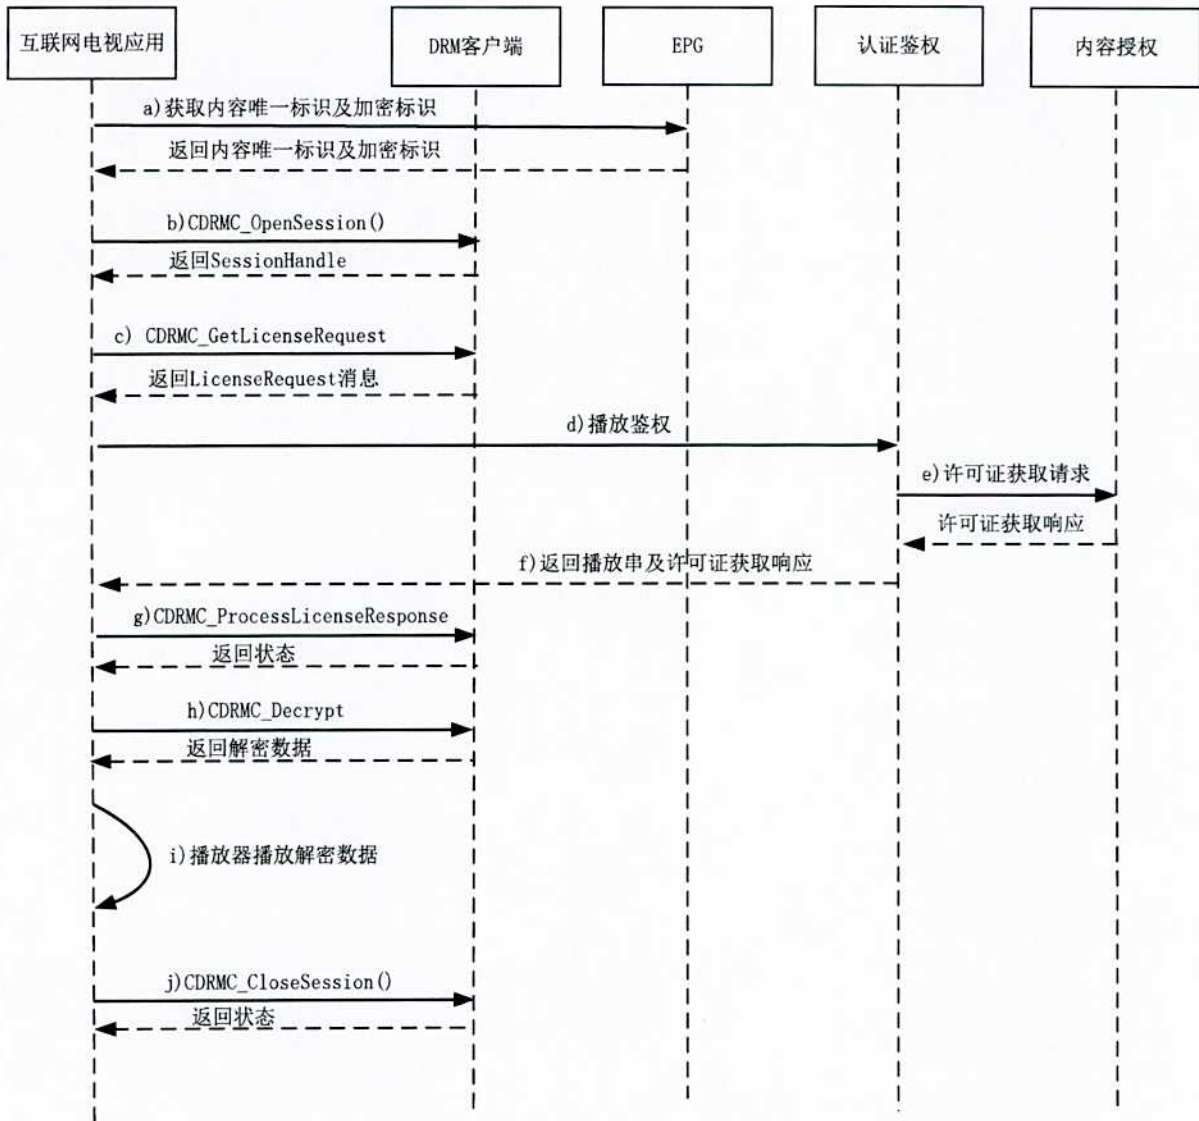 互联网电视应用
DRM客户端
EPG
认证鉴权
内容授权
a)获取内容唯一标识及加密标识
返回内容唯一标识及加密标识
b)CDRMC_OpenSession()
返回SessionHandle
c) CDRMC_GetLicenseRequest
返回LicenseRequest消息
d)播放鉴权
e)许可证获取请求
许可证获取响应
f)返回播放串及许可证获取响应
g)CDRMC_ProcessLicenseResponse
返回状态
h)CDRMC_Decrypt
返回解密数据
i)播放器播放解密数据
j)CDRMC_CloseSession()
返回状态